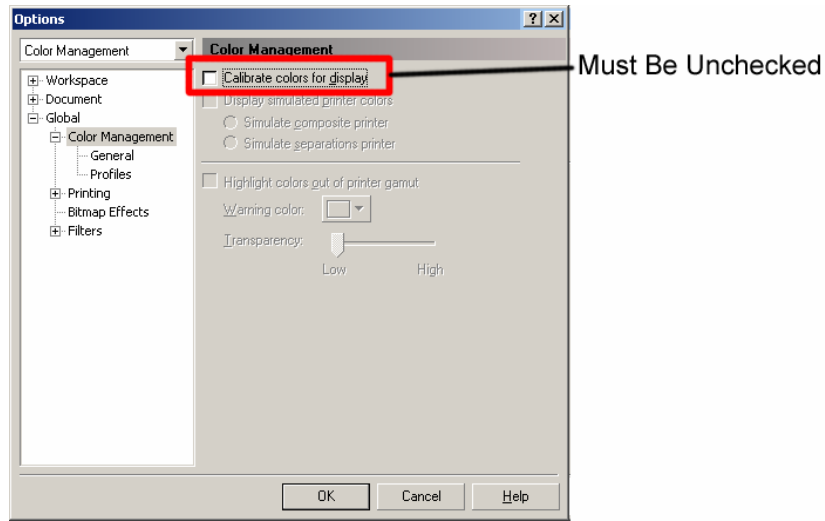 Options
Color Management
Color Management
Workspace
Document
Global
Color Management
General
Profiles
Printing
Bitmap Effects
Filters
Calibrate colors for display
Display simulated printer colors
Simulate composite printer
Simulate separations printer
Highlight colors out of printer gamut
Warning color:
Transparency:
Low High
OK Cancel Help
Must Be Unchecked